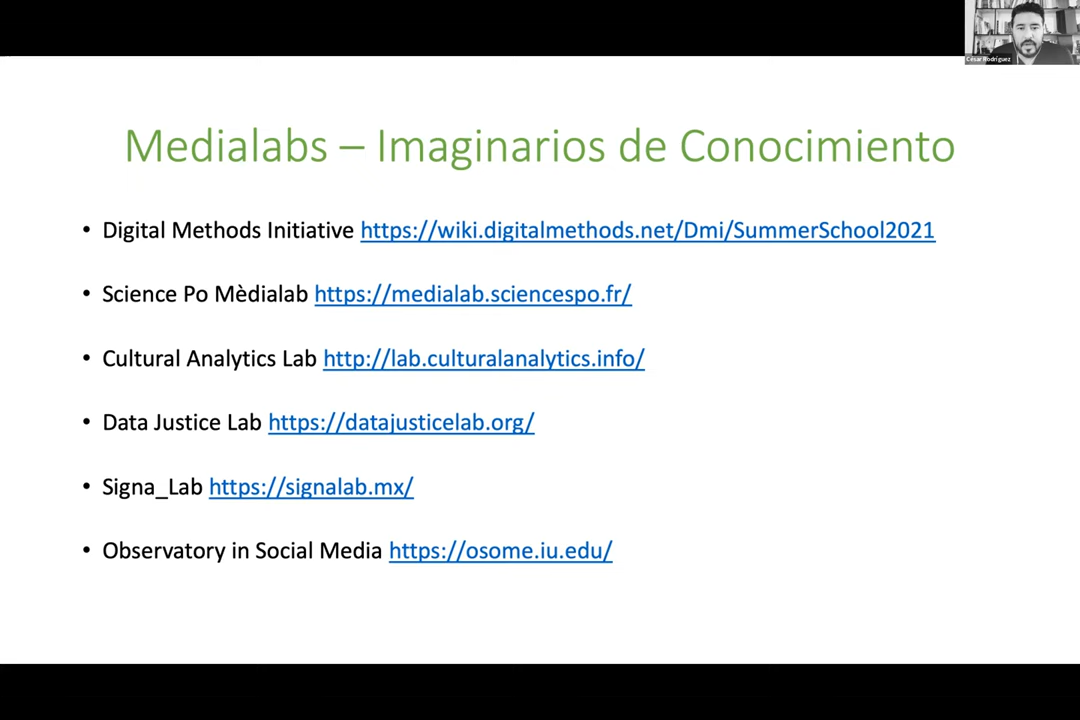 César Rodríguez
Medialabs – Imaginarios de Conocimiento
• Digital Methods Initiative https://wiki.digitalmethods.net/Dmi/SummerSchool2021
• Science Po Mèdialab https://medialab.sciencespo.fr/
• Cultural Analytics Lab http://lab.culturalanalytics.info/
• Data Justice Lab https://datajusticelab.org/
• Signa_Lab https://signalab.mx/
• Observatory in Social Media https://osome.iu.edu/